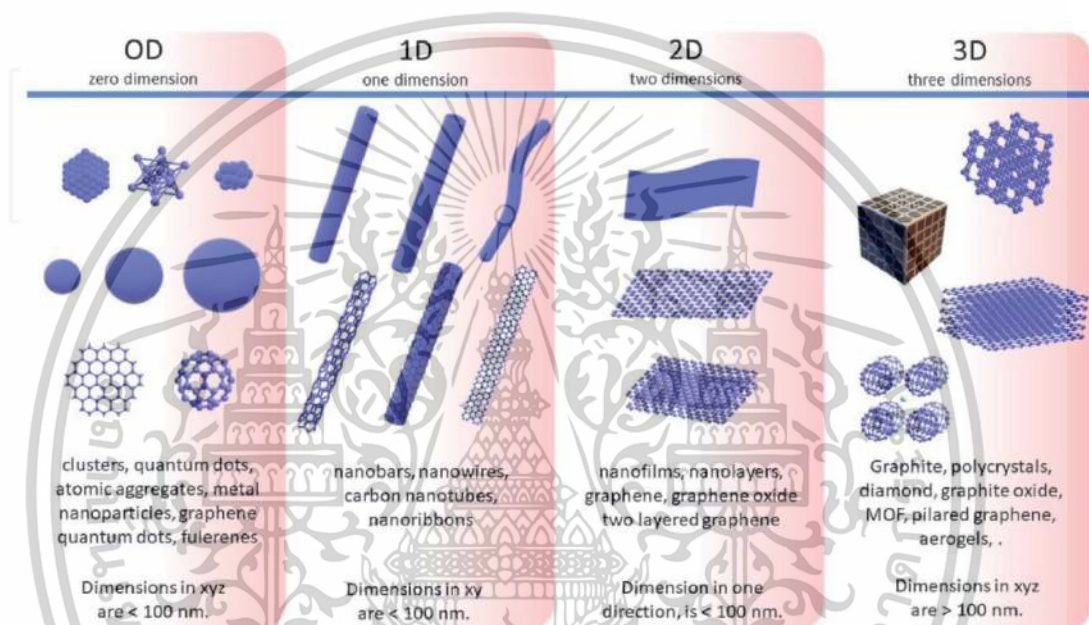 0D
zero dimension
1D
one dimension
2D
two dimensions
3D
three dimensions
clusters, quantum dots,
atomic aggregates, metal
nanoparticles, graphene
quantum dots, fulerenes
Dimensions in xyz
are < 100 nm.
nanobars, nanowires,
carbon nanotubes,
nanoribbons
Dimensions in xy
are < 100 nm.
nanofilms, nanolayers,
graphene, graphene oxide
two layered graphene
Dimension in one
direction, is < 100 nm.
Graphite, polycrystals,
diamond, graphite oxide,
MOF, pilared graphene,
aerogels, .
Dimensions in xyz
are > 100 nm.